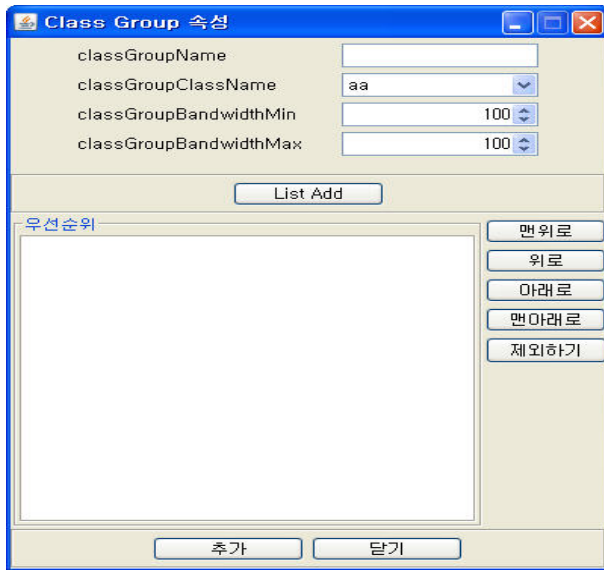 Class Group 속성
classGroupName
classGroupClassName aa
classGroupBandwidthMin 100
classGroupBandwidthMax 100
List Add
우선순위
맨위로
위로
아래로
맨아래로
제외하기
추가 닫기